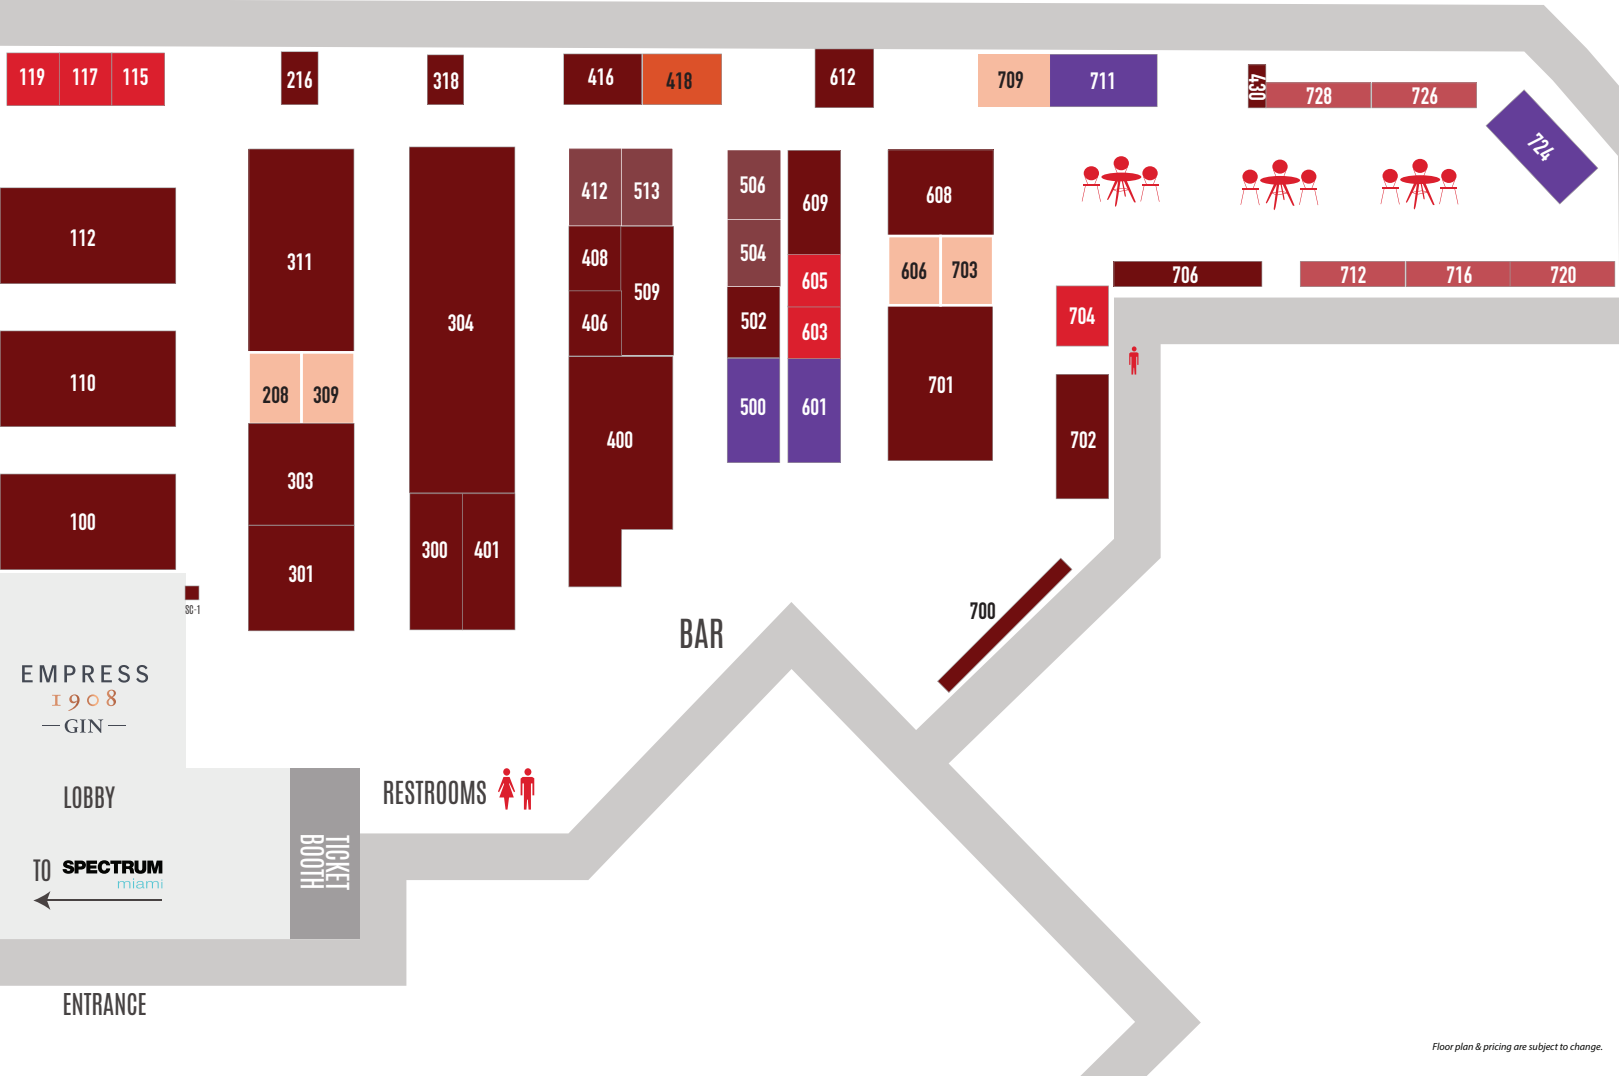 119 117 115 216 318 416 418 612 709 711 430 728 726
724
412 513 506 609 608
112 311 408 504 605 606 703 706 712 716 720
304 406 509 502 603 704
110 208 309 500 601 701
400 702
100 303
300 401
301
SG-1
700
BAR
EMPRESS
1908
GIN
LOBBY
RESTROOMS
TICKET
BOOTH
TO SPECTRUM
miami
ENTRANCE
Floor plan & pricing are subject to change.